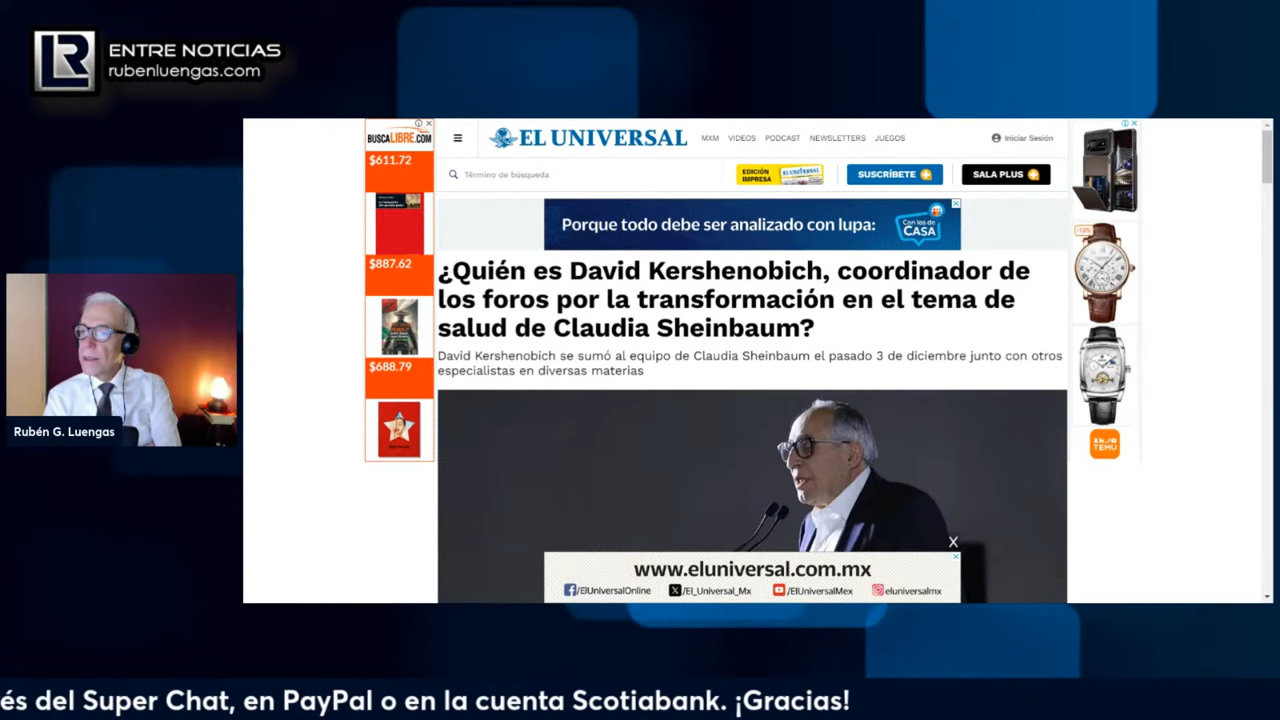 ENTRE NOTICIAS
rubenluengas.com
BUSCALIBRE.COM
$611.72
$887.62
$688.79
EL UNIVERSAL
MXM VIDEOS PODCAST NEWSLETTERS JUEGOS
Iniciar Sesión
Término de búsqueda
EDICIÓN
IMPRESA
SUSCRÍBETE
SALA PLUS
Porque todo debe ser analizado con lupa:
Con los de
CASA
¿Quién es David Kershenobich, coordinador de
los foros por la transformación en el tema de
salud de Claudia Sheinbaum?
David Kershenobich se sumó al equipo de Claudia Sheinbaum el pasado 3 de diciembre junto con otros
especialistas en diversas materias
-13%
TEMU
X
www.eluniversal.com.mx
/ElUniversalOnline
/El_Universal_Mx
/ElUniversalMex
eluniversalmx
Rubén G. Luengas
és del Super Chat, en PayPal o en la cuenta Scotiabank. ¡Gracias!